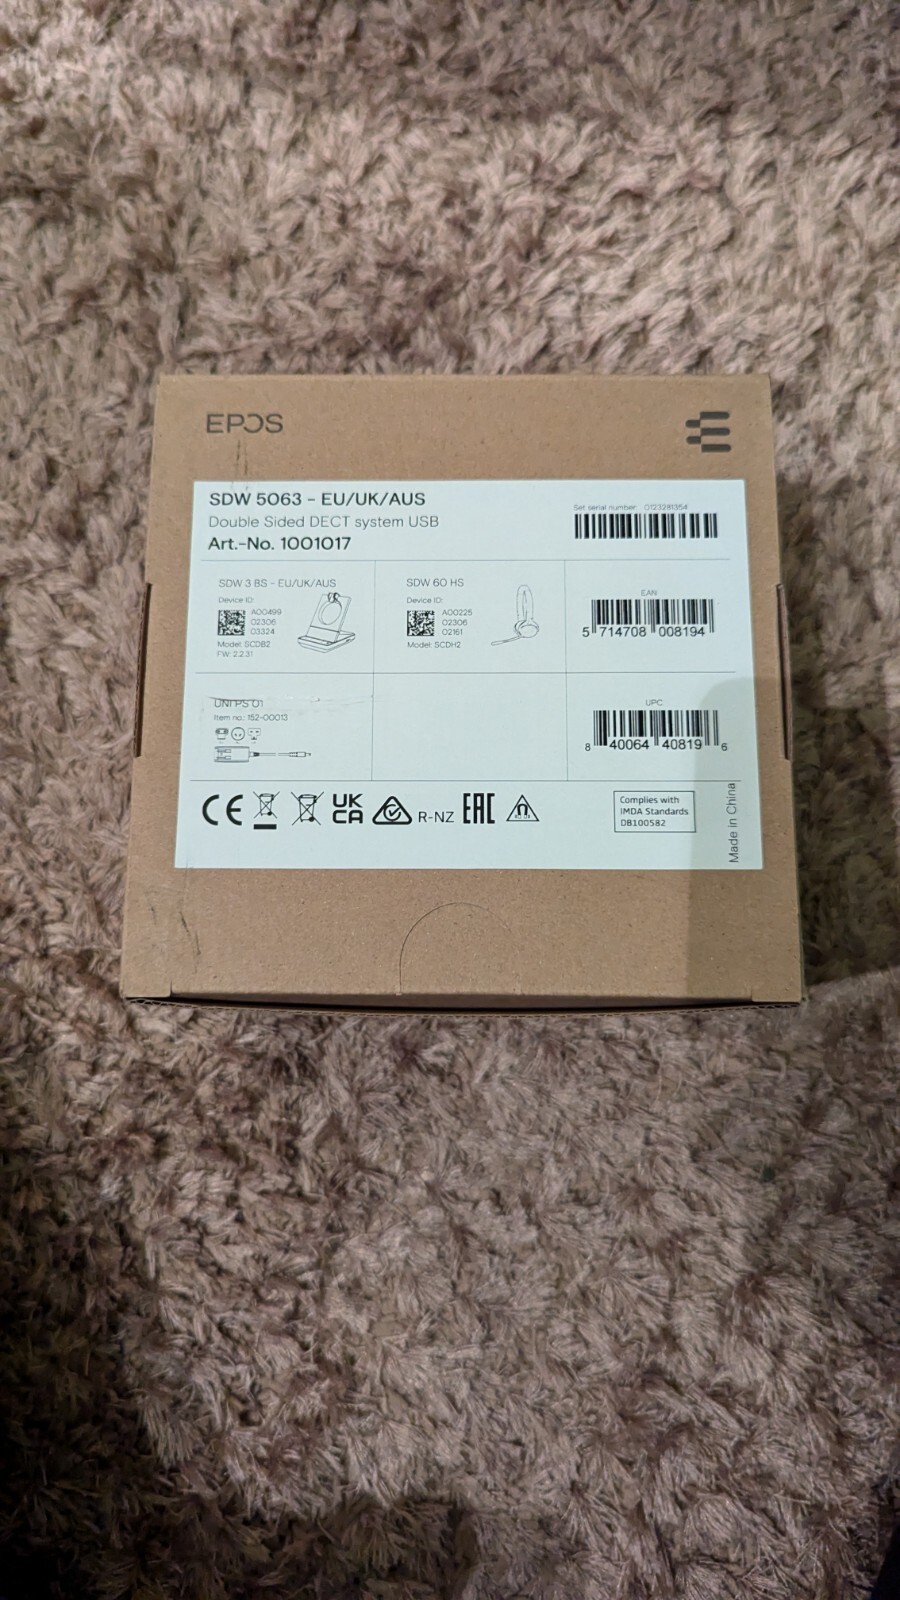 EPOS
SDW 5063 - EU/UK/AUS
Double Sided DECT system USB
Art.-No. 1001017
Set serial number: 0123281354
SDW 3 BS - EU/UK/AUS
Device ID:
A00499
02306
03324
Model: SCDB2
FW: 2.2.31
SDW 60 HS
Device ID:
A00225
02306
02161
Model: SCDH2
EAN
5 714708 008194
UNI PS 01
Item no.: 152-00013
UPC
8 40064 40819 6
CE
UK
CA
R-NZ
EAC
Complies with
IMDA Standards
DB100582
Made in China